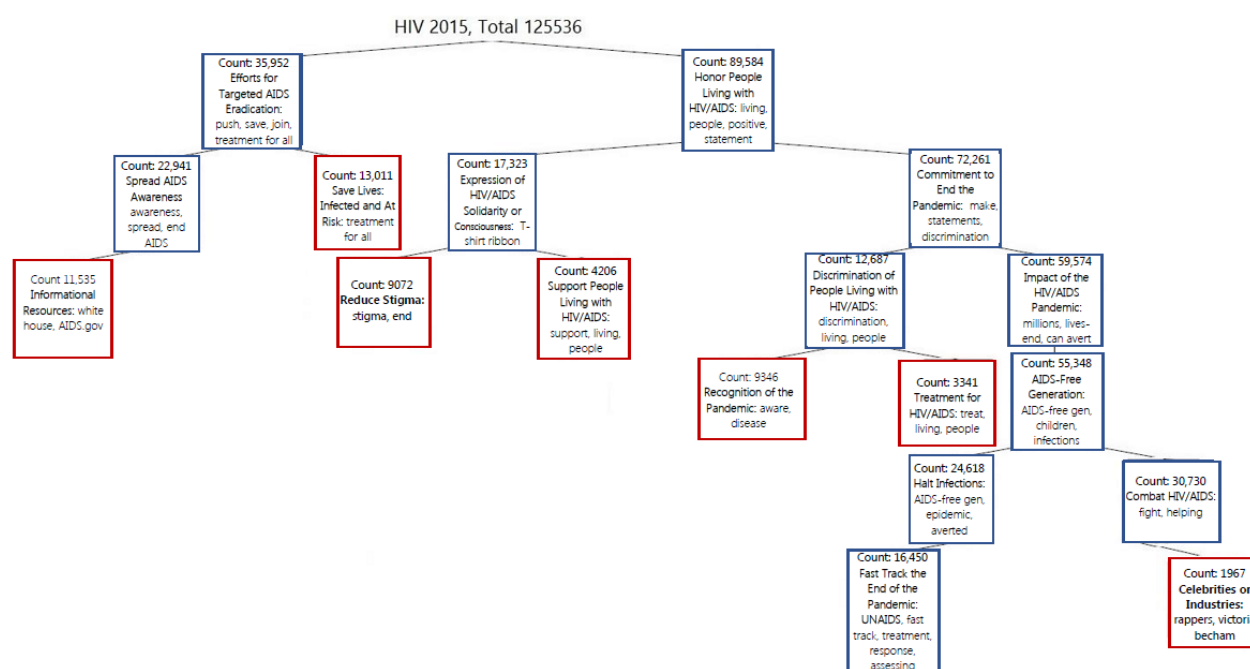 HIV 2015, Total 125536
Count: 35,952
Efforts for
Targeted AIDS
Eradication:
push, save, join,
treatment for all
Count: 89,584
Honor People
Living with
HIV/AIDS: living,
people, positive,
statement
Count: 22,941
Spread AIDS
Awareness
awareness,
spread, end
AIDS
Count: 13,011
Save Lives:
Infected and At
Risk: treatment
for all
Count: 17,323
Expression of
HIV/AIDS
Solidarity or
Consciousness: T-
shirt ribbon
Count: 72,261
Commitment to
End the
Pandemic: make,
statements,
discrimination
Count 11,535
Informational
Resources: white
house, AIDS.gov
Count: 9072
Reduce Stigma:
stigma, end
Count: 4206
Support People
Living with
HIV/AIDS:
support, living,
people
Count: 12,687
Discrimination of
People Living with
HIV/AIDS:
discrimination,
living, people
Count: 59,574
Impact of the
HIV/AIDS
Pandemic:
millions, lives-
end, can avert
Count: 9346
Recognition of the
Pandemic: aware,
disease
Count: 3341
Treatment for
HIV/AIDS: treat,
living, people
Count: 55,348
AIDS-Free
Generation:
AIDS-free gen,
children,
infections
Count: 24,618
Halt Infections:
AIDS-free gen,
epidemic,
averted
Count: 30,730
Combat HIV/AIDS:
fight, helping
Count: 16,450
Fast Track the
End of the
Pandemic:
UNAIDS, fast
track, treatment,
response,
assessing
Count: 1967
Celebrities or
Industries:
rappers, victori
becham